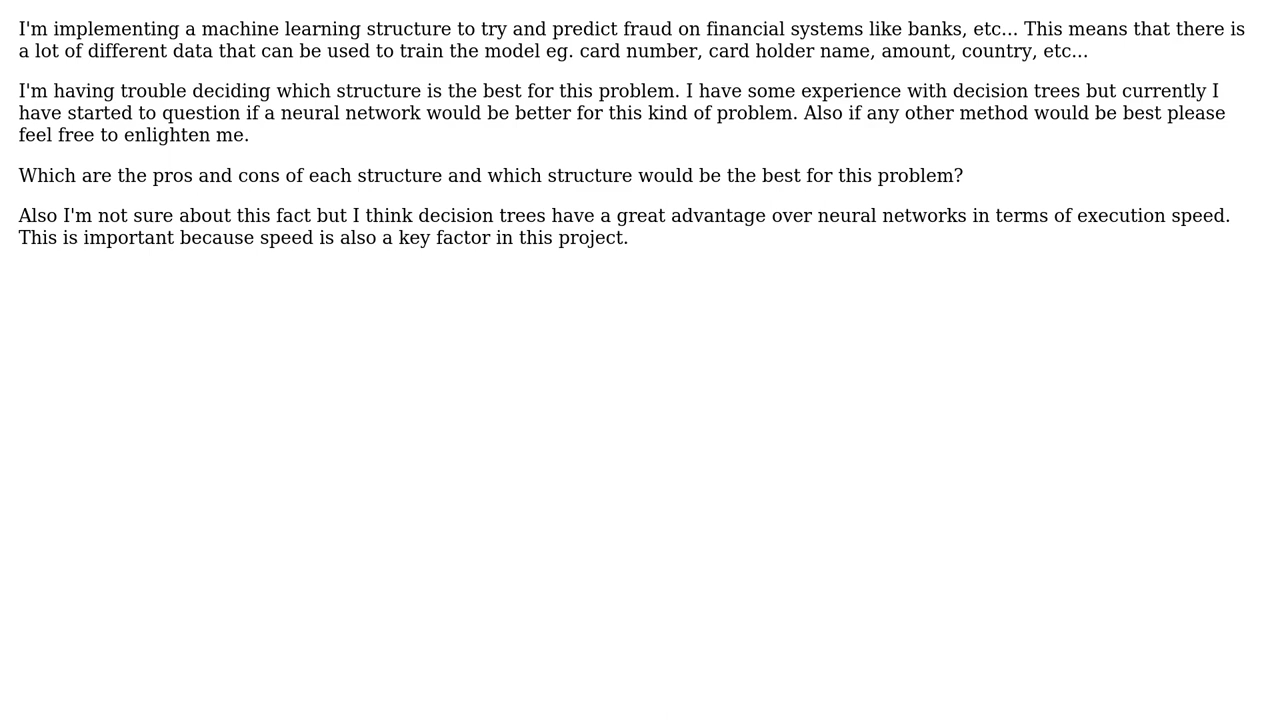 I'm implementing a machine learning structure to try and predict fraud on financial systems like banks, etc... This means that there is
a lot of different data that can be used to train the model eg. card number, card holder name, amount, country, etc...
I'm having trouble deciding which structure is the best for this problem. I have some experience with decision trees but currently I
have started to question if a neural network would be better for this kind of problem. Also if any other method would be best please
feel free to enlighten me.
Which are the pros and cons of each structure and which structure would be the best for this problem?
Also I'm not sure about this fact but I think decision trees have a great advantage over neural networks in terms of execution speed.
This is important because speed is also a key factor in this project.